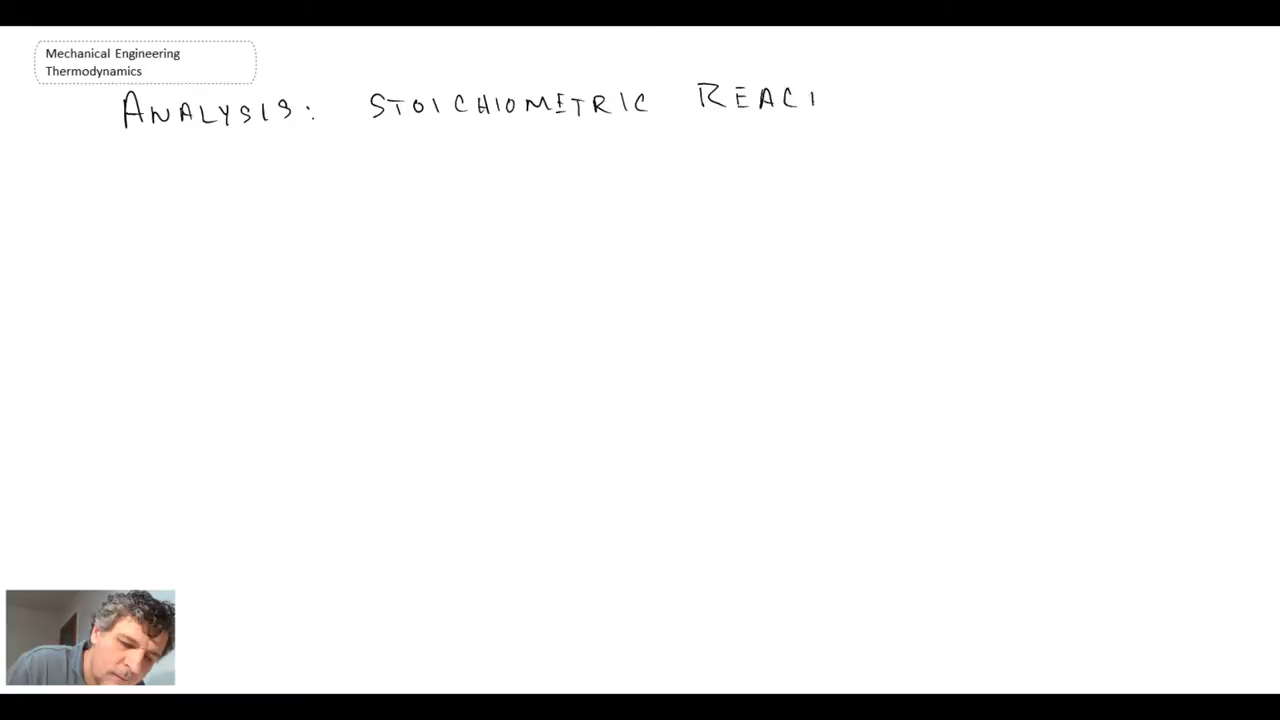 Mechanical Engineering
Thermodynamics
ANALYSIS: STOICHIOMETRIC REACI